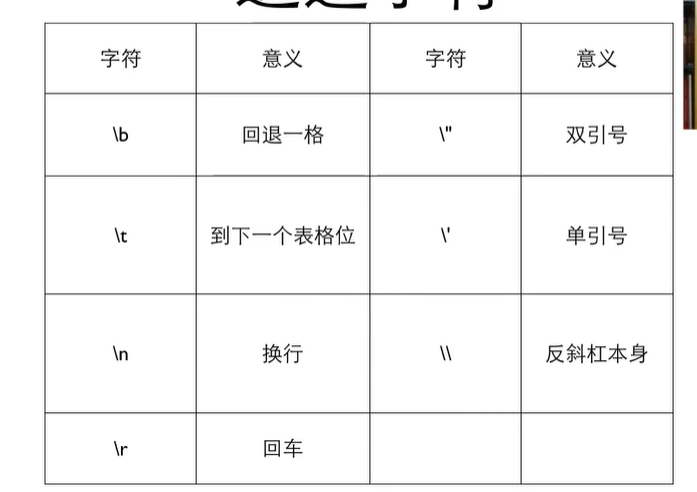 字符 意义 字符 意义
\b 回退一格 \" 双引号
\t 到下一个表格位 \' 单引号
\n 换行 \\ 反斜杠本身
\r 回车